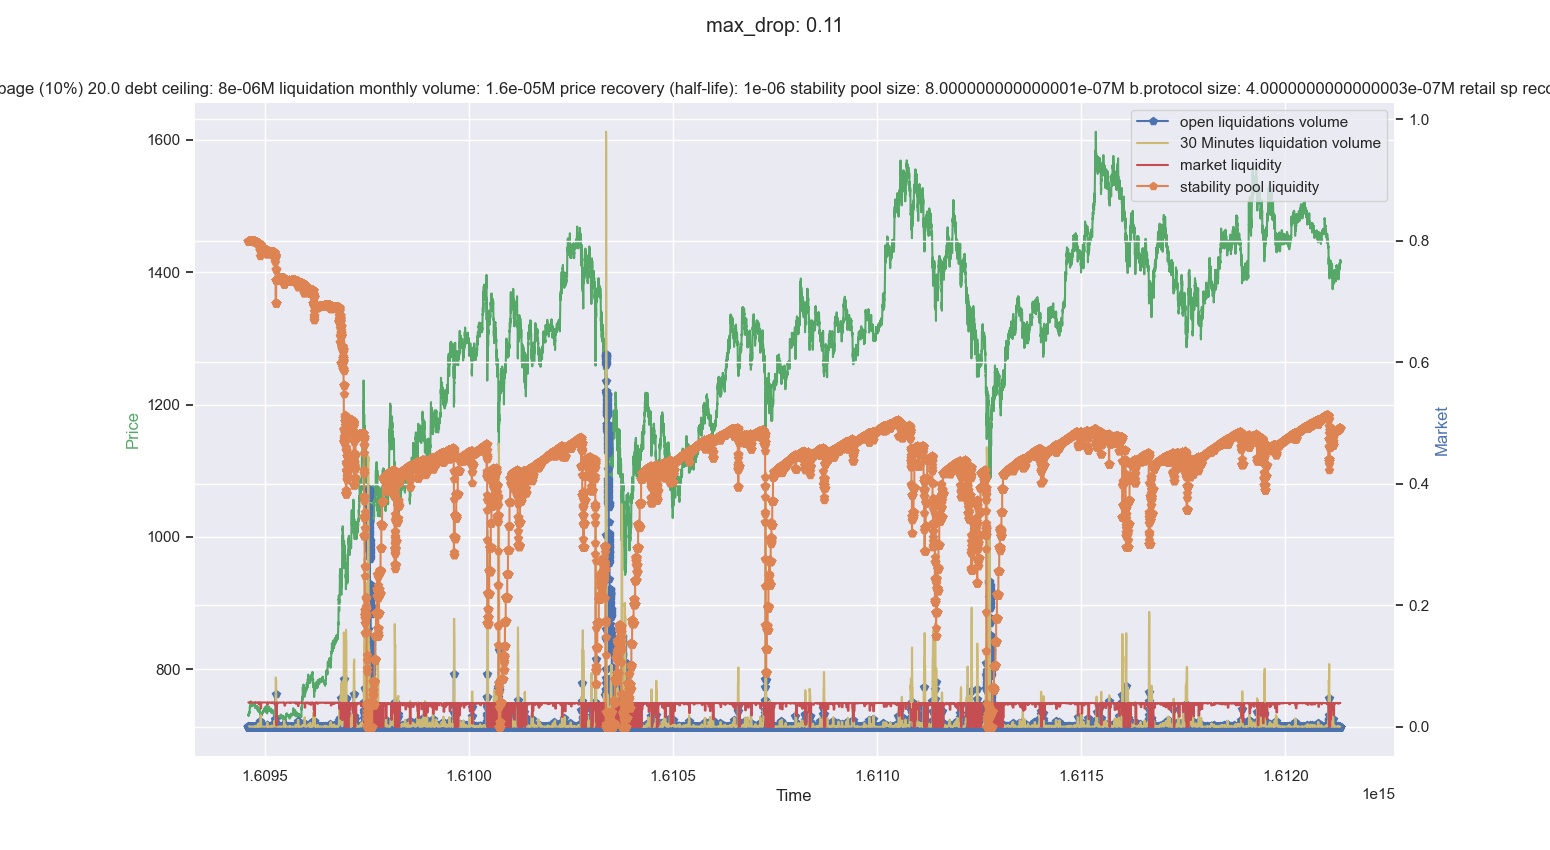 max_drop: 0.11
page (10%) 20.0 debt ceiling: 8e-06M liquidation monthly volume: 1.6e-05M price recovery (half-life): 1e-06 stability pool size: 8.000000000000001e-07M b.protocol size: 4.0000000000000003e-07M retail sp
open liquidations volume
30 Minutes liquidation volume
market liquidity
stability pool liquidity
1600
1400
1200
1000
800
Price
1.0
0.8
0.6
0.4
0.2
0.0
Market
1.6095
1.6100
1.6105
1.6110
1.6115
1.6120
1e15
Time